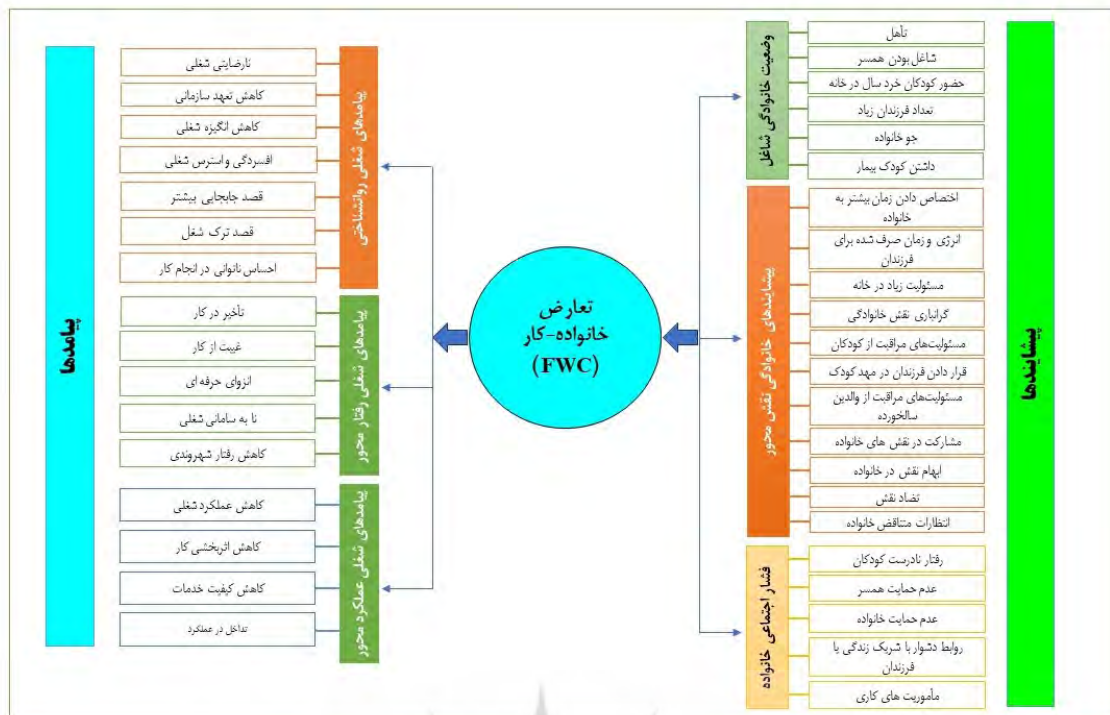 پیشایندها
وضعیت خانوادگی شاغل
تأهل
شاغل بودن همسر
حضور کودکان خرد سال در خانه
تعداد فرزندان زیاد
جو خانواده
داشتن کودک بیمار
پیشایندهای خانوادگی نقش محور
اختصاص دادن زمان بیشتر به
خانواده
انرژی و زمان صرف شده برای
فرزندان
مسئولیت زیاد در خانه
گرانباری نقش خانوادگی
مسئولیت‌های مراقبت از کودکان
قرار دادن فرزندان در مهد کودک
مسئولیت‌های مراقبت از والدین
سالخورده
مشارکت در نقش های خانواده
ابهام نقش در خانواده
تضاد نقش
انتظارات متناقض خانواده
فشار اجتماعی خانواده
رفتار نادرست کودکان
عدم حمایت همسر
عدم حمایت خانواده
روابط دشوار با شریک زندگی یا
فرزندان
مأموریت های کاری
تعارض
خانواده-کار
(FWC)
پیامدهای شغلی روانشناختی
نارضایتی شغلی
کاهش تعهد سازمانی
کاهش انگیزه شغلی
افسردگی و استرس شغلی
قصد جابجایی بیشتر
قصد ترک شغل
احساس ناتوانی در انجام کار
پیامدهای شغلی رفتار محور
تأخیر در کار
غیبت از کار
انزوای حرفه ای
نا به سامانی شغلی
کاهش رفتار شهروندی
پیامدهای شغلی عملکرد محور
کاهش عملکرد شغلی
کاهش اثربخشی کار
کاهش کیفیت خدمات
تداخل در عملکرد
پیامدها